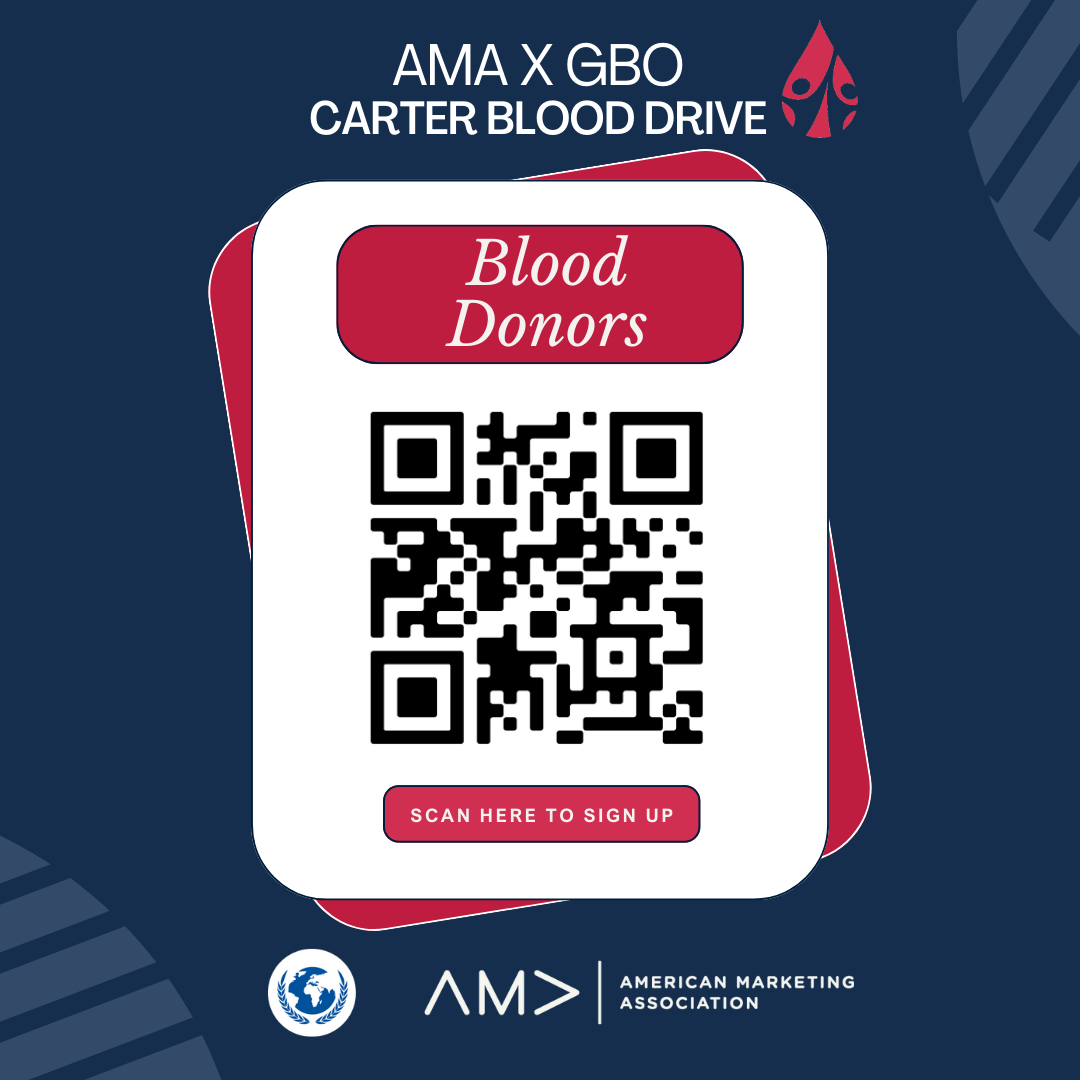 AMA X GBO
CARTER BLOOD DRIVE
Blood
Donors
SCAN HERE TO SIGN UP
AMA
AMERICAN MARKETING
ASSOCIATION